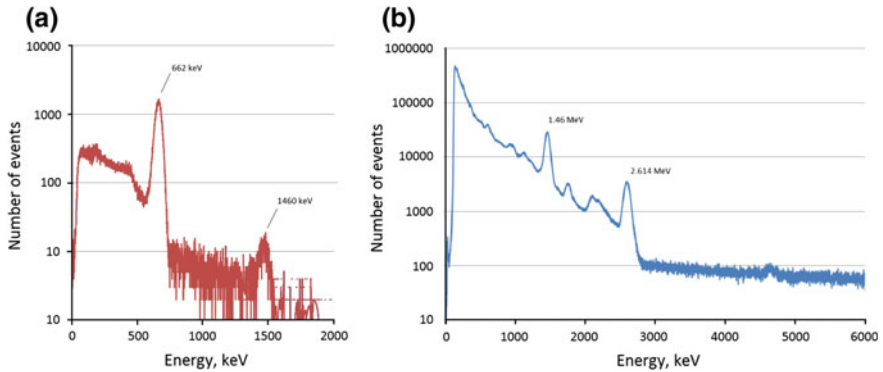 (a)
Number of events
10000
1000
100
10
10
662 keV
1460 keV
0
500
1000
1500
2000
Energy, keV
(b)
Number of events
1000000
100000
10000
1000
100
10
1.46 MeV
2.614 MeV
0
1000
2000
3000
4000
5000
6000
Energy, keV